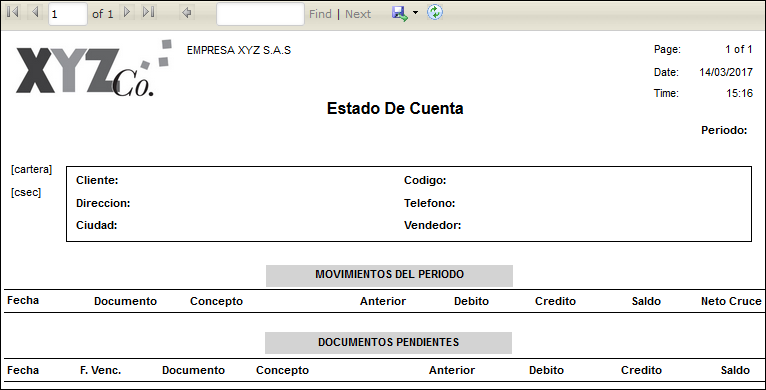 1 of 1 Find | Next
XYZ Co. EMPRESA XYZ S.A.S Page: 1 of 1
Date: 14/03/2017
Time: 15:16
Estado De Cuenta
Periodo:
[cartera]
Cliente: Codigo:
[csec]
Direccion: Telefono:
Ciudad: Vendedor:
MOVIMIENTOS DEL PERIODO
Fecha Documento Concepto Anterior Debito Credito Saldo Neto Cruce
DOCUMENTOS PENDIENTES
Fecha F. Venc. Documento Concepto Anterior Debito Credito Saldo